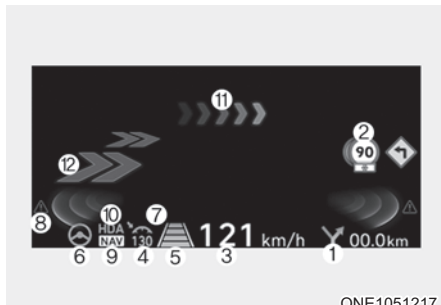 ⑪
②
90
⑫
⑧
⑩
HDA
⑦
NAV
130
121 km/h
00.0km
⑥
⑨
④
⑤
③
①
ONE1051217